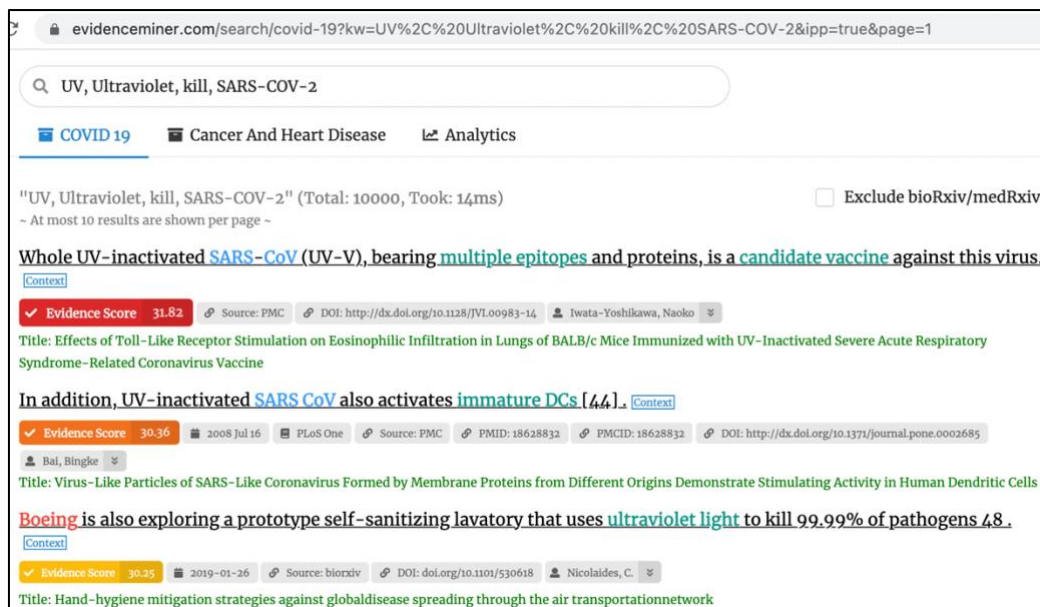 evidenceminer.com/search/covid-19?kw=UV%2C%20Ultraviolet%2C%20kill%2C%20SARS-COV-2&ipp=true&page=1
UV, Ultraviolet, kill, SARS-COV-2
COVID 19 Cancer And Heart Disease Analytics
"UV, Ultraviolet, kill, SARS-COV-2" (Total: 10000, Took: 14ms) Exclude bioRxiv/medRxiv
~ At most 10 results are shown per page ~
Whole UV-inactivated SARS-CoV (UV-V), bearing multiple epitopes and proteins, is a candidate vaccine against this virus.
Context
Evidence Score 31.82 Source: PMC DOI: http://dx.doi.org/10.1128/JVI.00983-14 Iwata-Yoshikawa, Naoko
Title: Effects of Toll-Like Receptor Stimulation on Eosinophilic Infiltration in Lungs of BALB/c Mice Immunized with UV-Inactivated Severe Acute Respiratory
Syndrome-Related Coronavirus Vaccine
In addition, UV-inactivated SARS CoV also activates immature DCs [44] . Context
Evidence Score 30.36 2008 Jul 16 PLoS One Source: PMC PMID: 18628832 PMCID: 18628832 DOI: http://dx.doi.org/10.1371/journal.pone.0002685
Bai, Bingke
Title: Virus-Like Particles of SARS-Like Coronavirus Formed by Membrane Proteins from Different Origins Demonstrate Stimulating Activity in Human Dendritic Cells
Boeing is also exploring a prototype self-sanitizing lavatory that uses ultraviolet light to kill 99.99% of pathogens 48 .
Context
Evidence Score 30.25 2019-01-26 Source: biorxiv DOI: doi.org/10.1101/530618 Nicolaides, C.
Title: Hand-hygiene mitigation strategies against globaldisease spreading through the air transportationnetwork